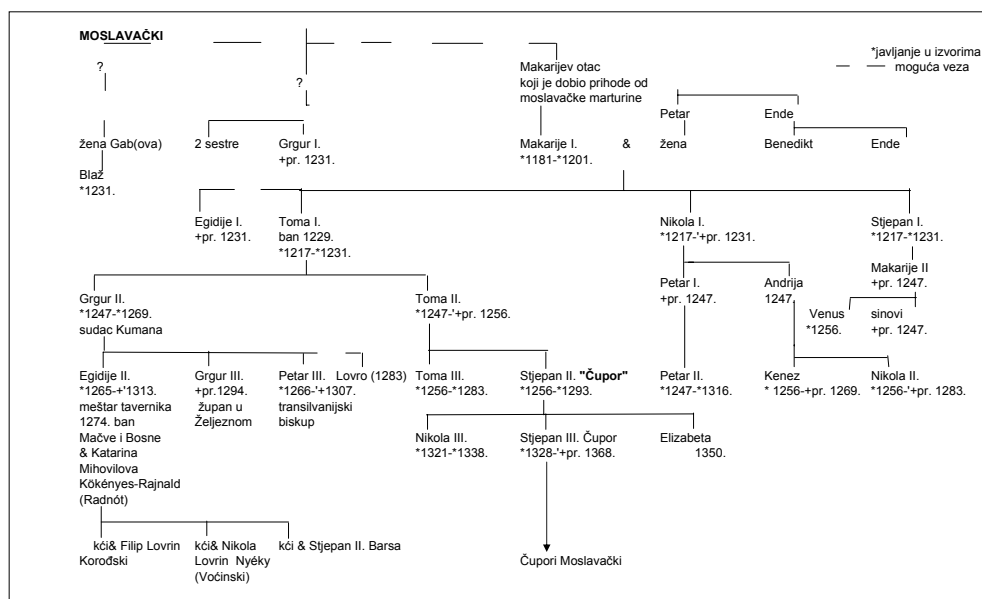 MOSLAVAČKI
*javljanje u izvorima
moguća veza
?
?
Makarijev otac
koji je dobio prihode od
moslavačke marturine
Petar
Ende
žena Gab(ova)
2 sestre
Grgur I.
+pr. 1231.
Makarije I.
*1181-*1201.
&
žena
Benedikt
Ende
Blaž
*1231.
Egidije I.
+pr. 1231.
Toma I.
ban 1229.
*1217-*1231.
Nikola I.
*1217-'+pr. 1231.
Stjepan I.
*1217-*1231.
Grgur II.
*1247-*1269.
sudac Kumana
Toma II.
*1247-'+pr. 1256.
Petar I.
+pr. 1247.
Andrija
1247.
Makarije II
+pr. 1247.
Venus
*1256.
sinovi
+pr. 1247.
Egidije II.
*1265-+'1313.
meštar tavernika
1274. ban
Mačve i Bosne
& Katarina
Mihovilova
Kökényes-Rajnald
(Radnót)
Grgur III.
+pr.1294.
župan u
Željeznom
Petar III.
*1266-'+1307.
transilvanijski
biskup
Lovro (1283)
Toma III.
*1256-*1283.
Stjepan II. "Čupor"
*1256-*1293.
Petar II.
*1247-*1316.
Kenez
* 1256-+pr. 1269.
Nikola II.
*1256-'+pr. 1283.
Nikola III.
*1321-*1338.
Stjepan III. Čupor
*1328-'+pr. 1368.
Elizabeta
1350.
kći& Filip Lovrin
Korođski
kći& Nikola
Lovrin Nyéky
(Voćinski)
kći & Stjepan II. Barsa
Čupori Moslavački